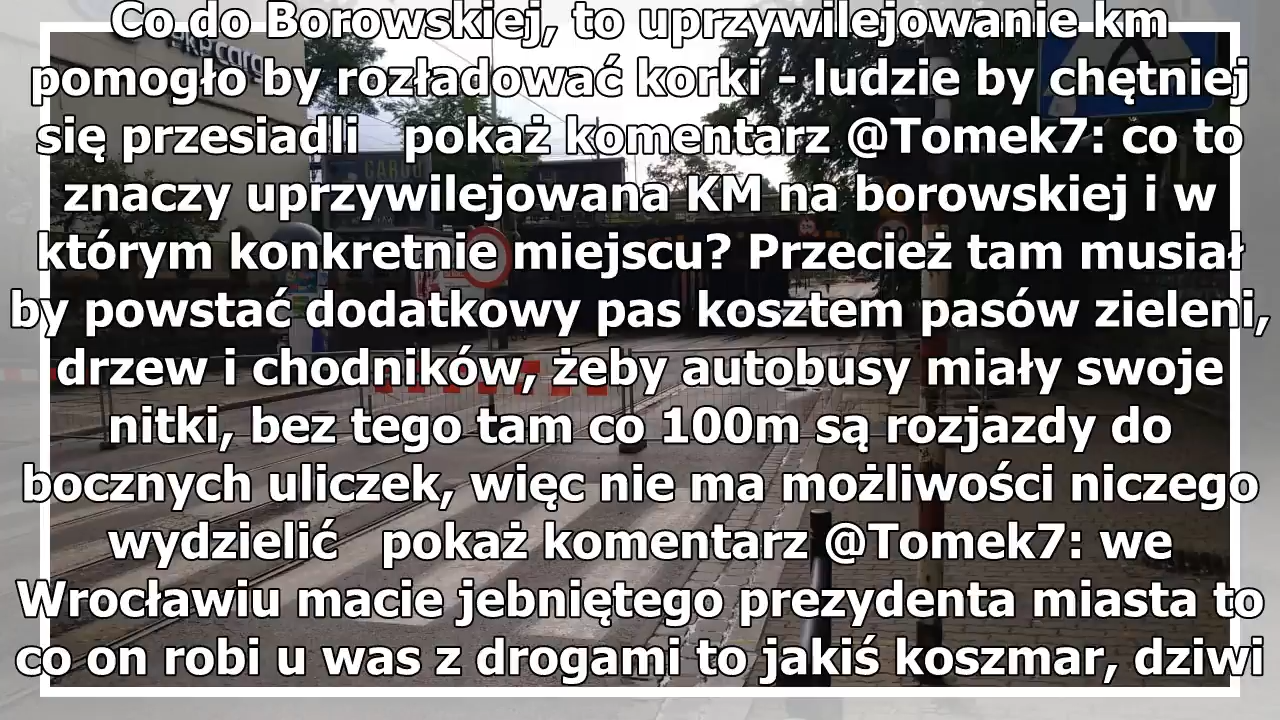 Co do Borowskiej, to uprzywilejowanie km
pomogło by rozładować korki - ludzie by chętniej
się przesiadli pokaż komentarz @Tomek7: co to
znaczy uprzywilejowana KM na borowskiej i w
którym konkretnie miejscu? Przecież tam musiał
by powstać dodatkowy pas kosztem pasów zieleni,
drzew i chodników, żeby autobusy miały swoje
nitki, bez tego tam co 100m są rozjazdy do
bocznych uliczek, więc nie ma możliwości niczego
wydzielić pokaż komentarz @Tomek7: we
Wrocławiu macie jebniętego prezydenta miasta to
co on robi u was z drogami to jakiś koszmar, dziwi